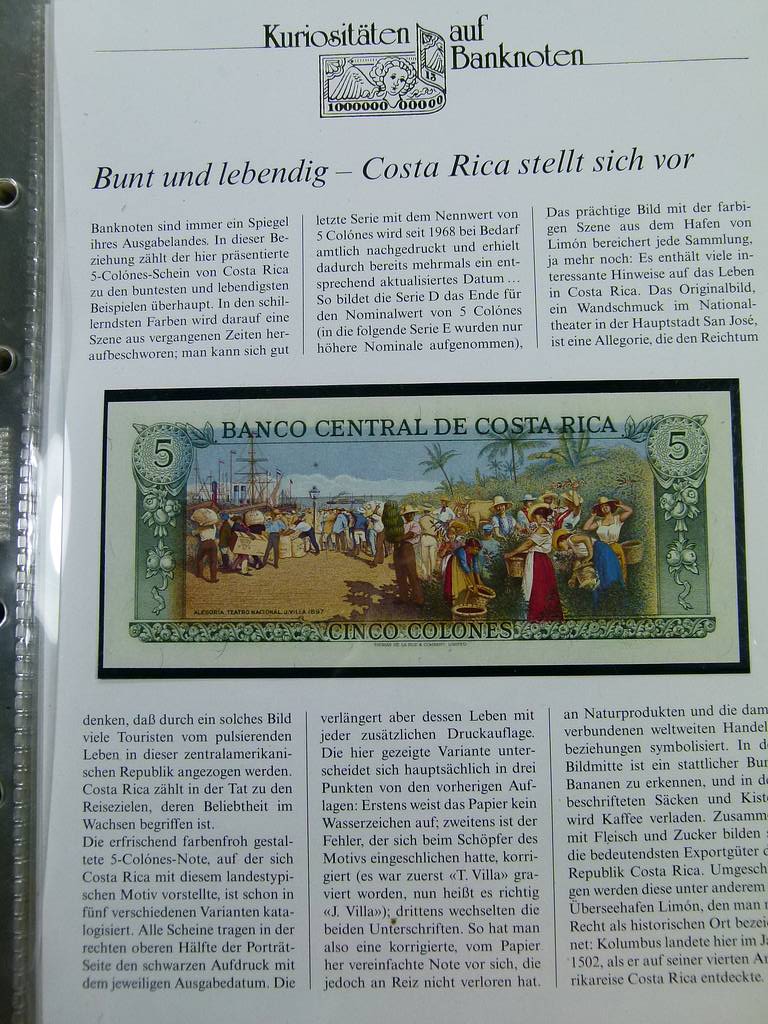 Kuriositäten auf
Banknoten
1000000 00000
Bunt und lebendig – Costa Rica stellt sich vor
Banknoten sind immer ein Spiegel
ihres Ausgabelandes. In dieser Be-
ziehung zählt der hier präsentierte
5-Colónes-Schein von Costa Rica
zu den buntesten und lebendigsten
Beispielen überhaupt. In den schil-
lerndsten Farben wird darauf eine
Szene aus vergangenen Zeiten her-
aufbeschworen; man kann sich gut
denken, daß durch ein solches Bild
viele Touristen vom pulsierenden
Leben in dieser zentralamerikani-
schen Republik angezogen werden.
Costa Rica zählt in der Tat zu den
Reisezielen, deren Beliebtheit im
Wachsen begriffen ist.
Die erfrischend farbenfroh gestal-
tete 5-Colónes-Note, auf der sich
Costa Rica mit diesem landestypi-
schen Motiv vorstellte, ist schon in
fünf verschiedenen Varianten kata-
logisiert. Alle Scheine tragen in der
rechten oberen Hälfte der Porträt-
Seite den schwarzen Aufdruck mit
dem jeweiligen Ausgabedatum. Die
letzte Serie mit dem Nennwert von
5 Colónes wird seit 1968 bei Bedarf
amtlich nachgedruckt und erhielt
dadurch bereits mehrmals ein ent-
sprechend aktualisiertes Datum ...
So bildet die Serie D das Ende für
den Nominalwert von 5 Colónes
(in die folgende Serie E wurden nur
höhere Nominale aufgenommen),
verlängert aber dessen Leben mit
jeder zusätzlichen Druckauflage.
Die hier gezeigte Variante unter-
scheidet sich hauptsächlich in drei
Punkten von den vorherigen Auf-
lagen: Erstens weist das Papier kein
Wasserzeichen auf; zweitens ist der
Fehler, der sich beim Schöpfer des
Motivs eingeschlichen hatte, korri-
giert (es war zuerst «T. Villa» gra-
viert worden, nun heißt es richtig
«J. Villa»); drittens wechselten die
beiden Unterschriften. So hat man
also eine korrigierte, vom Papier
her vereinfachte Note vor sich, die
jedoch an Reiz nicht verloren hat.
Das prächtige Bild mit der farbi-
gen Szene aus dem Hafen von
Limón bereichert jede Sammlung,
ja mehr noch: Es enthält viele in-
teressante Hinweise auf das Leben
in Costa Rica. Das Originalbild,
ein Wandschmuck im National-
theater in der Hauptstadt San José,
ist eine Allegorie, die den Reichtum
an Naturprodukten und die dam
verbundenen weltweiten Handel
beziehungen symbolisiert. In d
Bildmitte ist ein stattlicher Bun
Bananen zu erkennen, und in de
beschrifteten Säcken und Kist
wird Kaffee verladen. Zusamm
mit Fleisch und Zucker bilden
die bedeutendsten Exportgüter d
Republik Costa Rica. Umgesch
gen werden diese unter anderem
Überseehafen Limón, den man
Recht als historischen Ort bezei
net: Kolumbus landete hier im Ja
1502, als er auf seiner vierten Am
rikareise Costa Rica entdeckte.
5 BANCO CENTRAL DE COSTA RICA 5
ALEGORIA TEATRO NACIONAL J. VILLA 1897
CINCO COLONES
THOMAS DE LA RUE & COMPANY, LIMITED